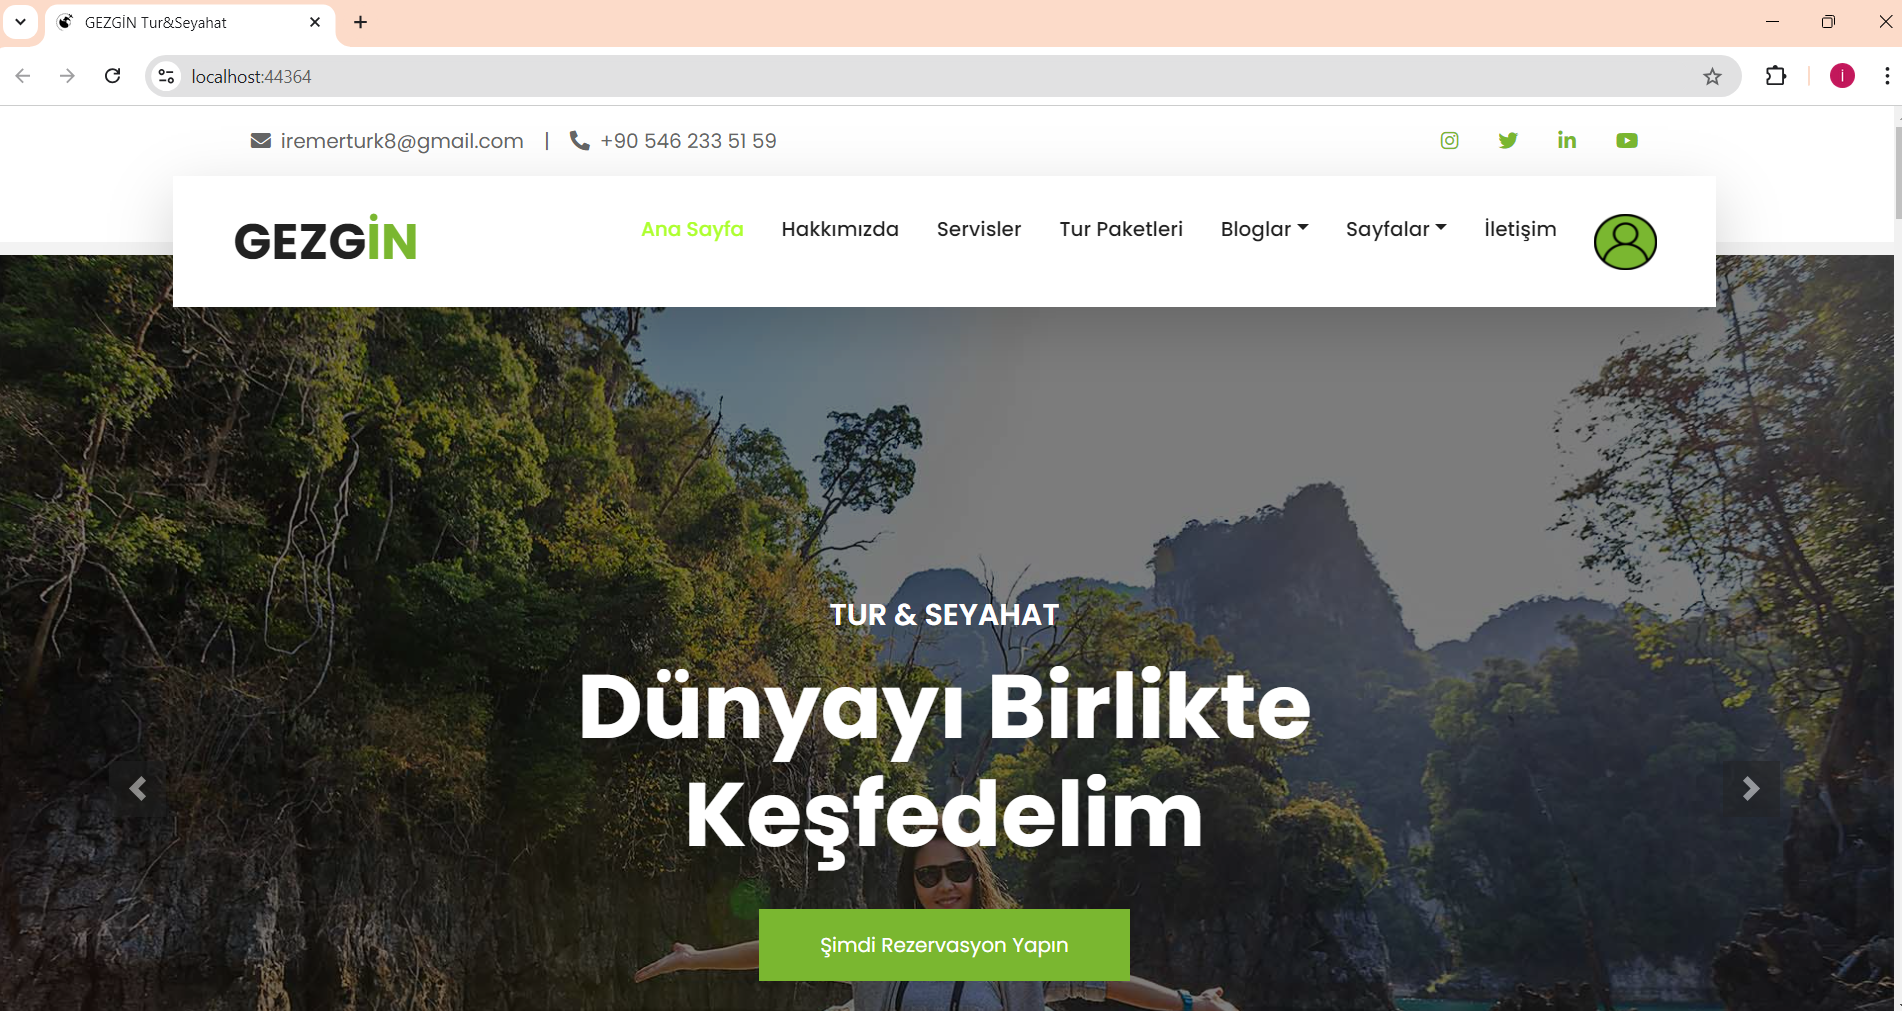 GEZGİN Tur&Seyahat
localhost:44364
i
iremerturk8@gmail.com | +90 546 233 51 59
GEZGİN
Ana Sayfa Hakkımızda Servisler Tur Paketleri Bloglar Sayfalar İletişim
TUR & SEYAHAT
Dünyayı Birlikte
Keşfedelim
Şimdi Rezervasyon Yapın